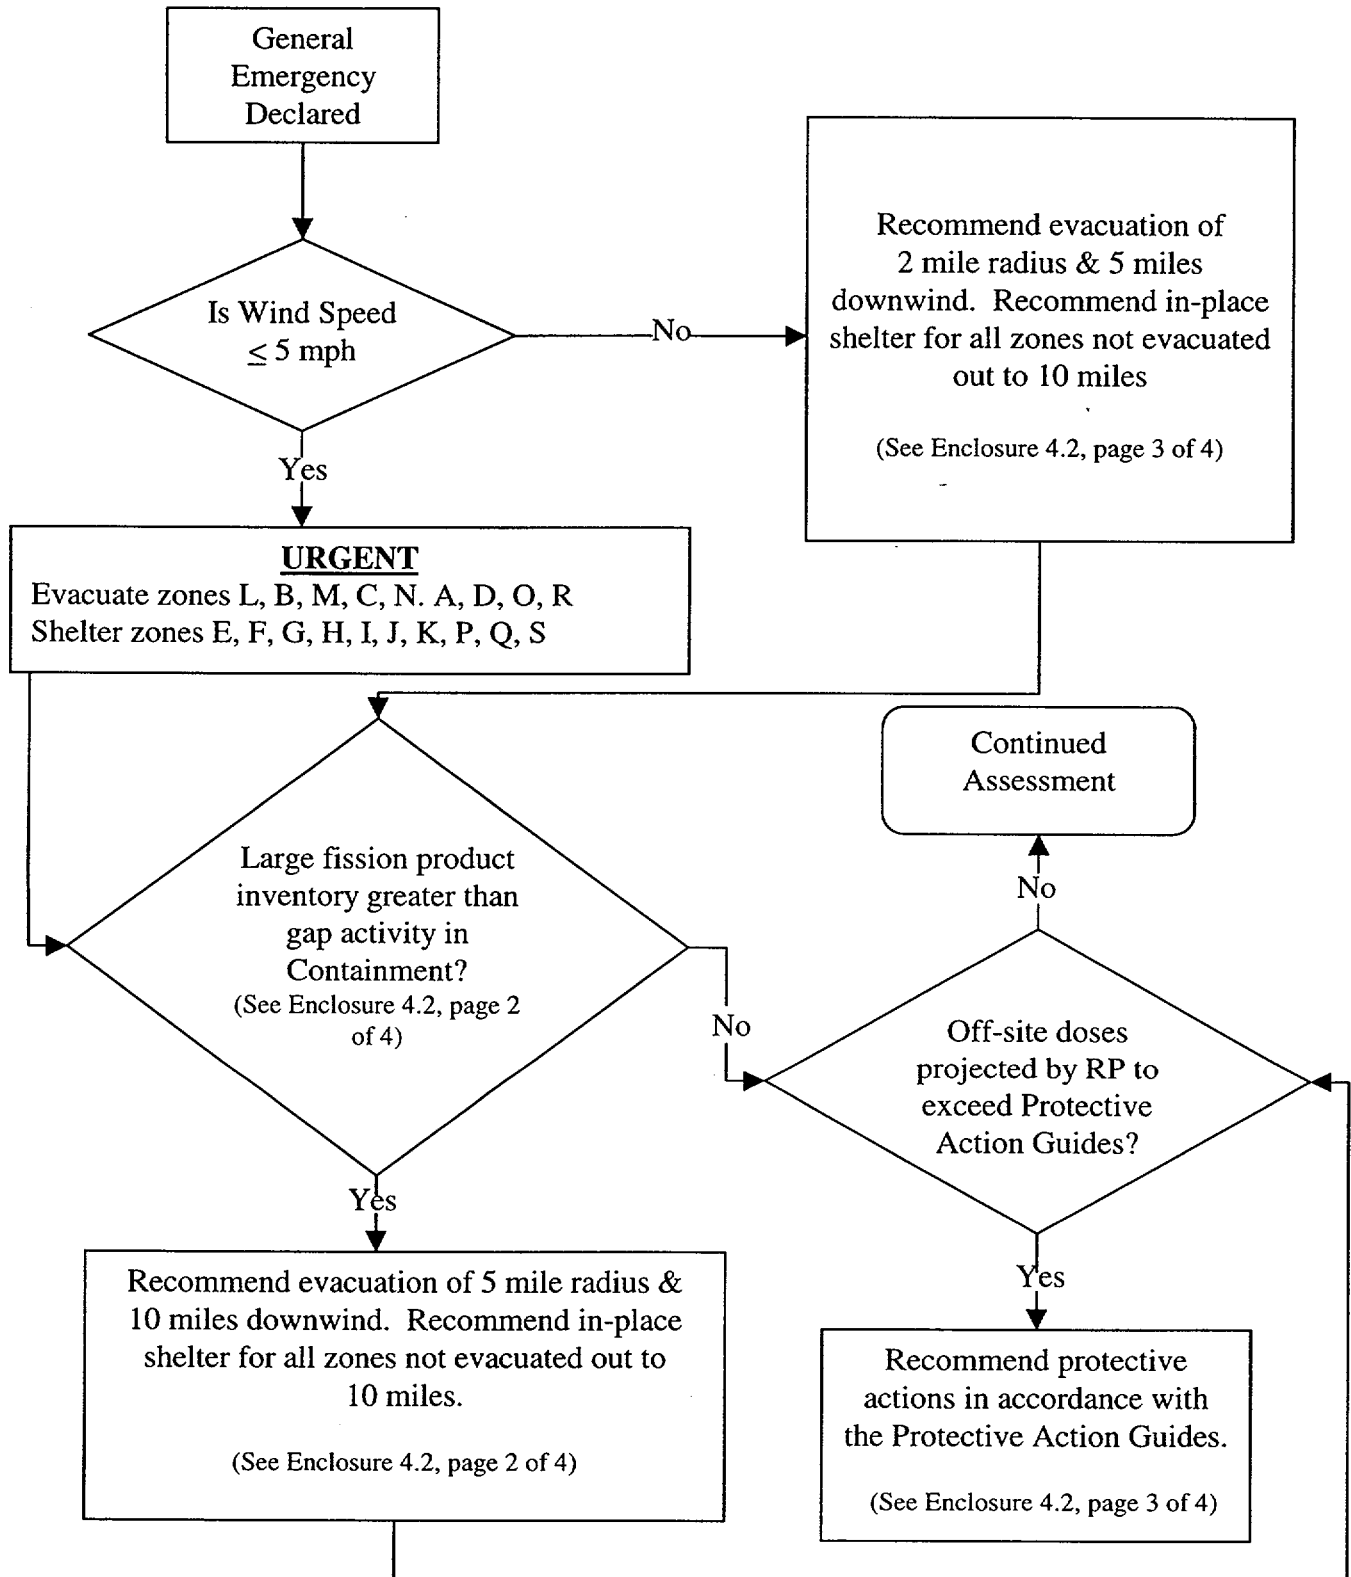 General
Emergency
Declared
Is Wind Speed
≤ 5 mph
No
Recommend evaluation of
2 mile radius & 5 miles
downwind. Recommend in-place
shelter for all zones not evacuated
out to 10 miles
(See Enclosure 4.2, page 3 of 4)
Yes
URGENT
Evacuate zones L, B, M, C, N. A, D, O, R
Shelter zones E, F, G, H, I, J, K, P, Q, S
Large fission product
inventory greater than
gap activity in
Containment?
(See Enclosure 4.2, page 2
of 4)
No
Continued
Assessment
No
Off-site doses
projected by RP to
exceed Protective
Action Guides?
Yes
Recommend evacuation of 5 mile radius &
10 miles downwind. Recommend in-place
shelter for all zones not evacuated out to
10 miles.
(See Enclosure 4.2, page 2 of 4)
Yes
Recommend protective
actions in accordance with
the Protective Action Guides.
(See Enclosure 4.2, page 3 of 4)